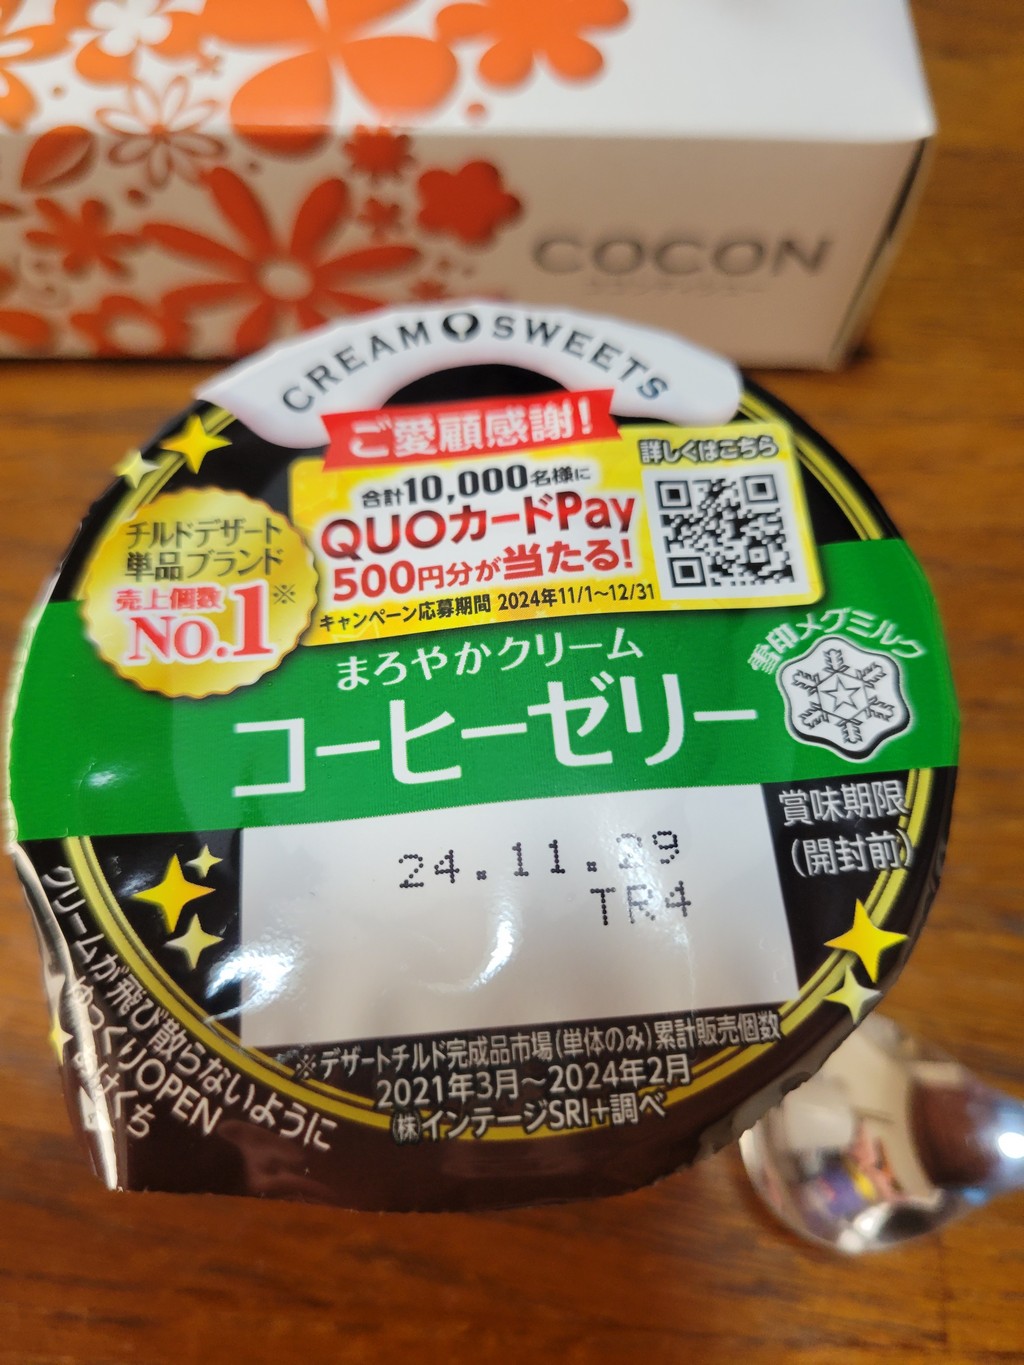 COCON
CREAM SWEETS
ご愛顧感謝!
合計10,000名様に
QUOカードPay
500円分が当たる!
キャンペーン応募期間 2024年11/1~12/31
詳しくはこちら
チルドデザート
単品ブランド
売上個数※
No.1
まろやかクリーム
コーヒーゼリー
雪印メグミルク
賞味期限
(開封前)
24.11.29
TR4
※デザートチルド完成品市場(単体のみ)累計販売個数
2021年3月~2024年2月
㈱インテージSRI+調べ
クリームが飛び散らないように
ゆっくりOPEN
あけくち